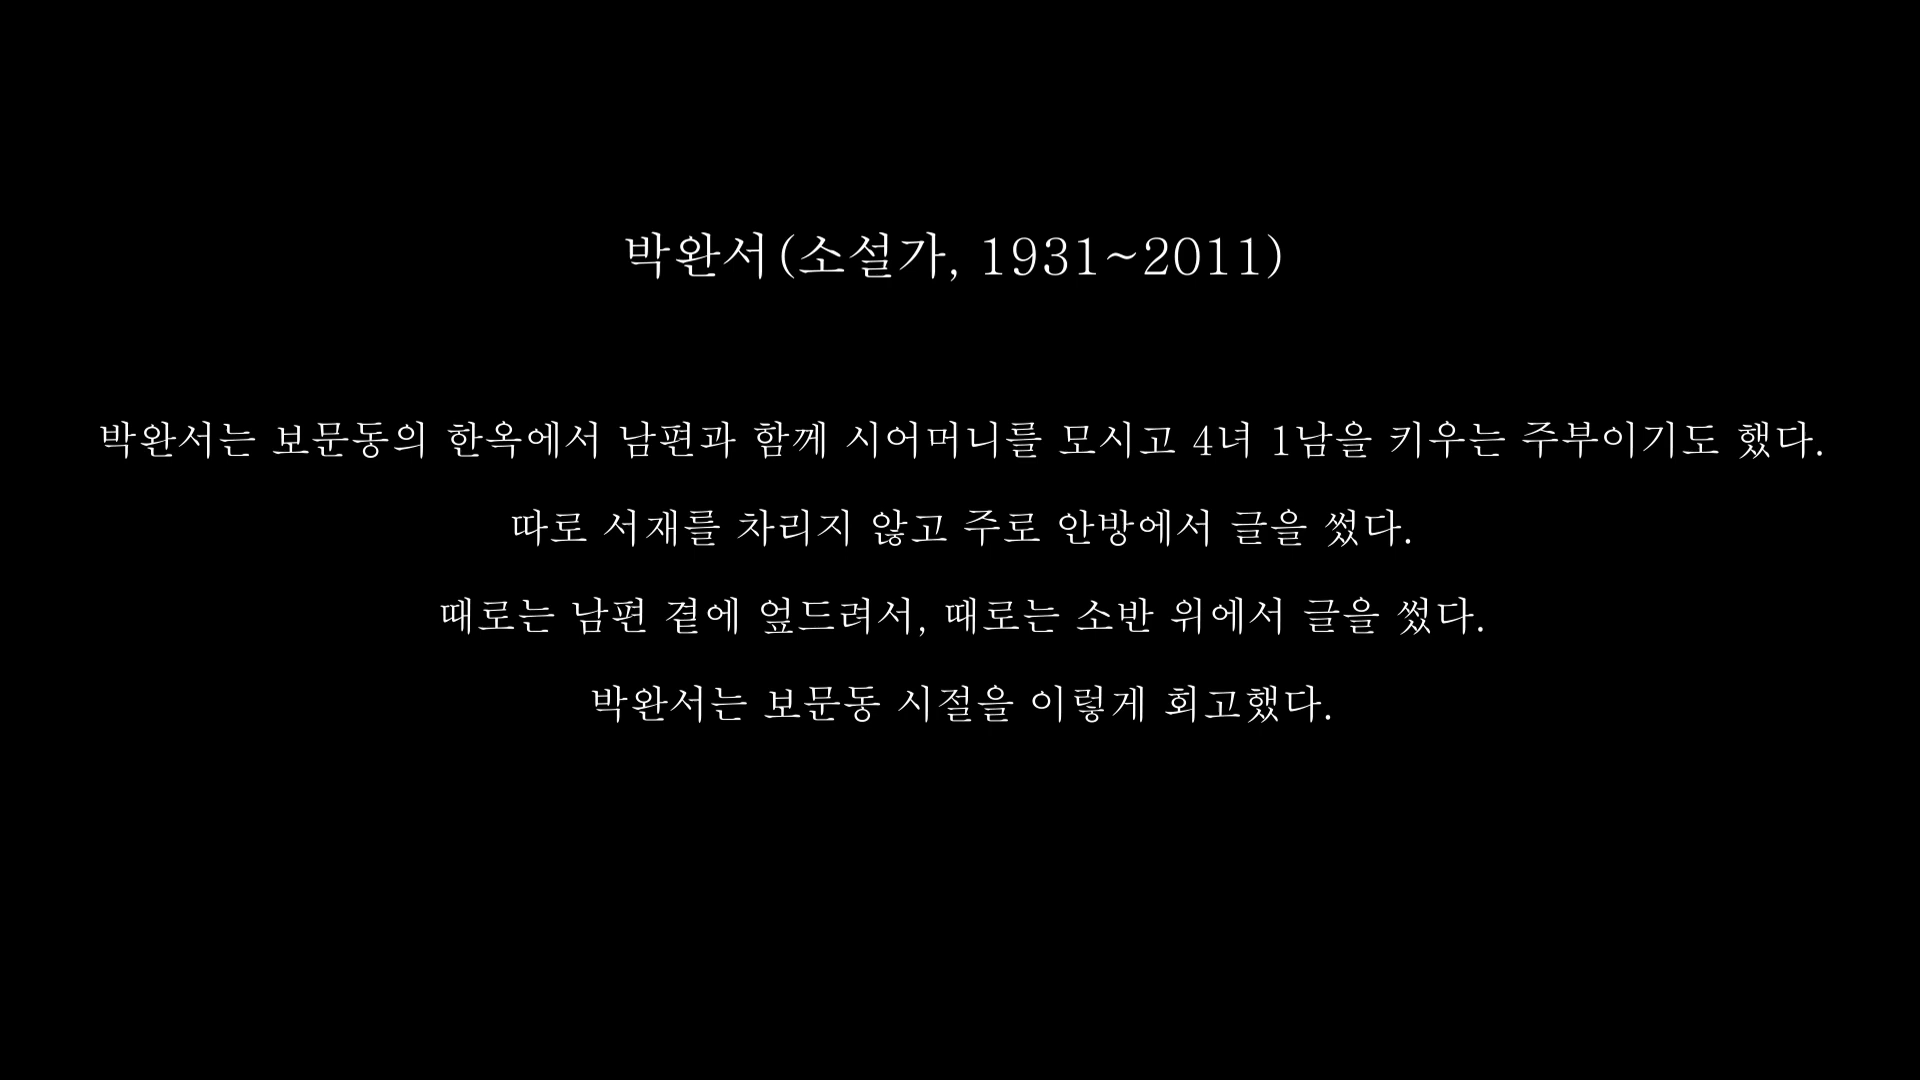 박완서(소설가, 1931~2011)
박완서는 보문동의 한옥에서 남편과 함께 시어머니를 모시고 4녀 1남을 키우는 주부이기도 했다.
따로 서재를 차리지 않고 주로 안방에서 글을 썼다.
때로는 남편 곁에 엎드려서, 때로는 소반 위에서 글을 썼다.
박완서는 보문동 시절을 이렇게 회고했다.